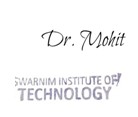 Dr. Mohit
SWARNIM INSTITUTE OF
TECHNOLOGY